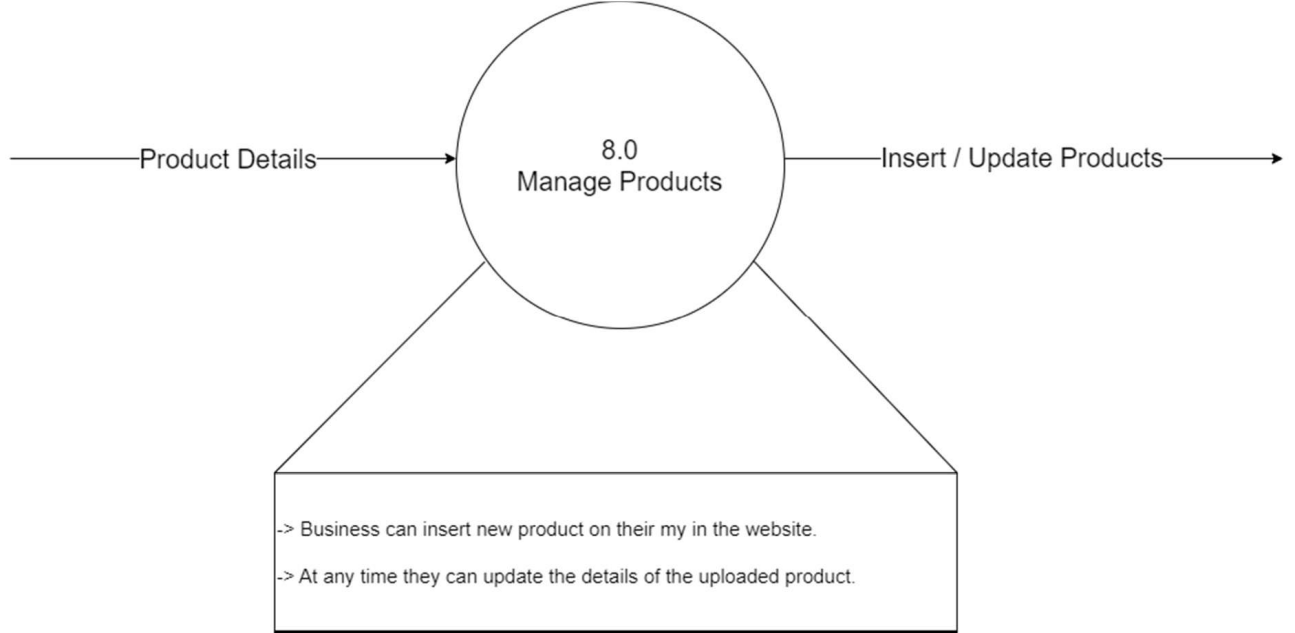 8.0
Product Details
Manage Products
Insert / Update Products
-> Business can insert new product on their my in the website.
-> At any time they can update the details of the uploaded product.